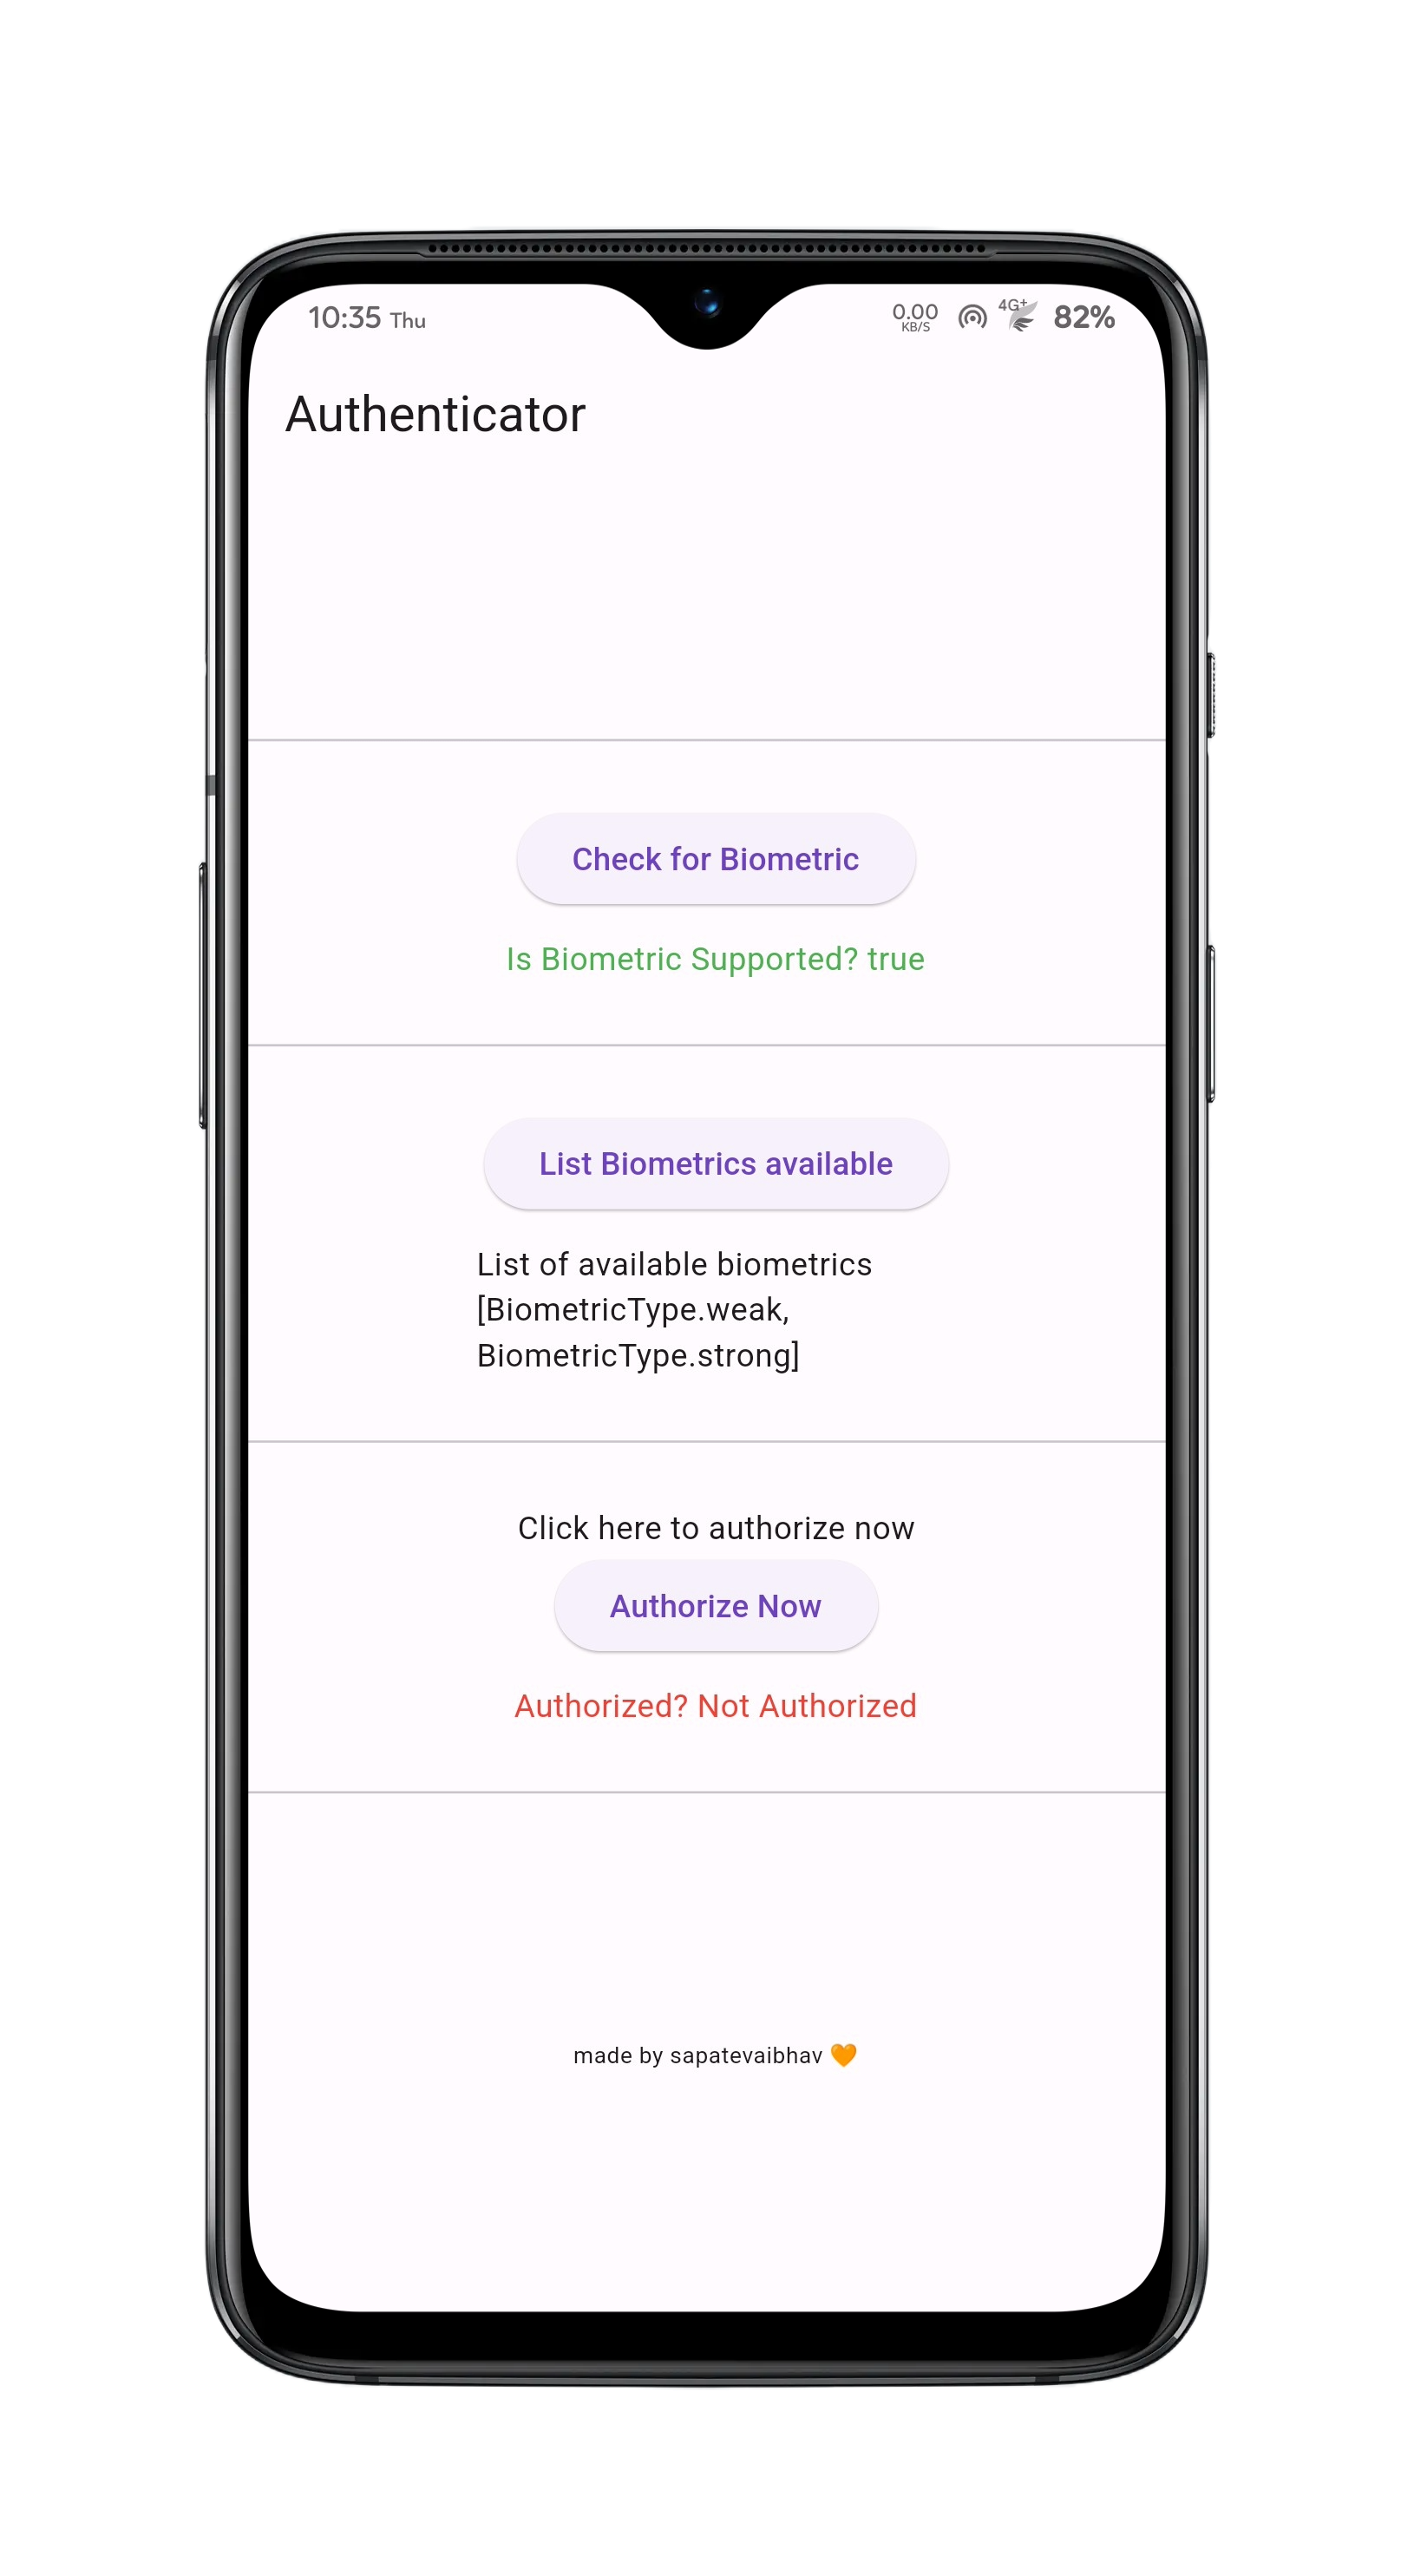 10:35 Thu
0.00
KB/S
4G+
82%
Authenticator
Check for Biometric
Is Biometric Supported? true
List Biometrics available
List of available biometrics
[BiometricType.weak,
BiometricType.strong]
Click here to authorize now
Authorize Now
Authorized? Not Authorized
made by sapatevaibhav 🧡